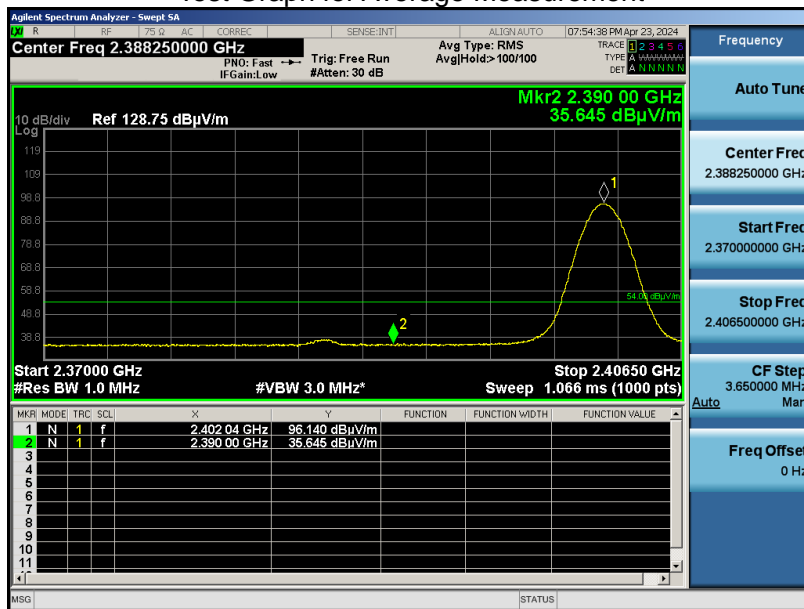 Test Graph for Average Measurement
Agilent Spectrum Analyzer - Swept SA
LXI R RF 75 Ω AC CORREC SENSE:INT ALIGN AUTO 07:54:38 PM Apr 23, 2024
Center Freq 2.388250000 GHz
PNO: Fast
IFGain:Low
Trig: Free Run
#Atten: 30 dB
Avg Type: RMS
Avg|Hold:>100/100
TRACE 1 2 3 4 5 6
TYPE A WWWWW
DET A N N N N N
Mkr2 2.390 00 GHz
35.645 dBµV/m
10 dB/div Ref 128.75 dBµV/m
Log
119
109
98.8
88.8
78.8
68.8
58.8
48.8
38.8
1
54.00 dBµV/m
2
Start 2.37000 GHz Stop 2.40650 GHz
#Res BW 1.0 MHz #VBW 3.0 MHz* Sweep 1.066 ms (1000 pts)
MKR MODE TRC SCL X Y FUNCTION FUNCTION WIDTH FUNCTION VALUE
1 N 1 f 2.402 04 GHz 96.140 dBµV/m
2 N 1 f 2.390 00 GHz 35.645 dBµV/m
3
4
5
6
7
8
9
10
11
MSG STATUS
Frequency
Auto Tune
Center Freq
2.388250000 GHz
Start Freq
2.370000000 GHz
Stop Freq
2.406500000 GHz
CF Step
3.650000 MHz
Auto Man
Freq Offset
0 Hz